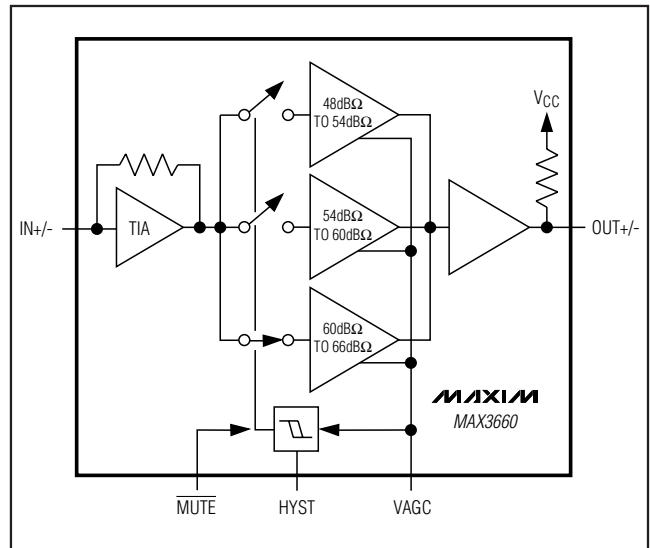 48dBΩ
TO 54dBΩ
VCC
IN+/-
TIA
54dBΩ
TO 60dBΩ
OUT+/-
60dBΩ
TO 66dBΩ
MAXIM
MAX3660
MUTE
HYST
VAGC